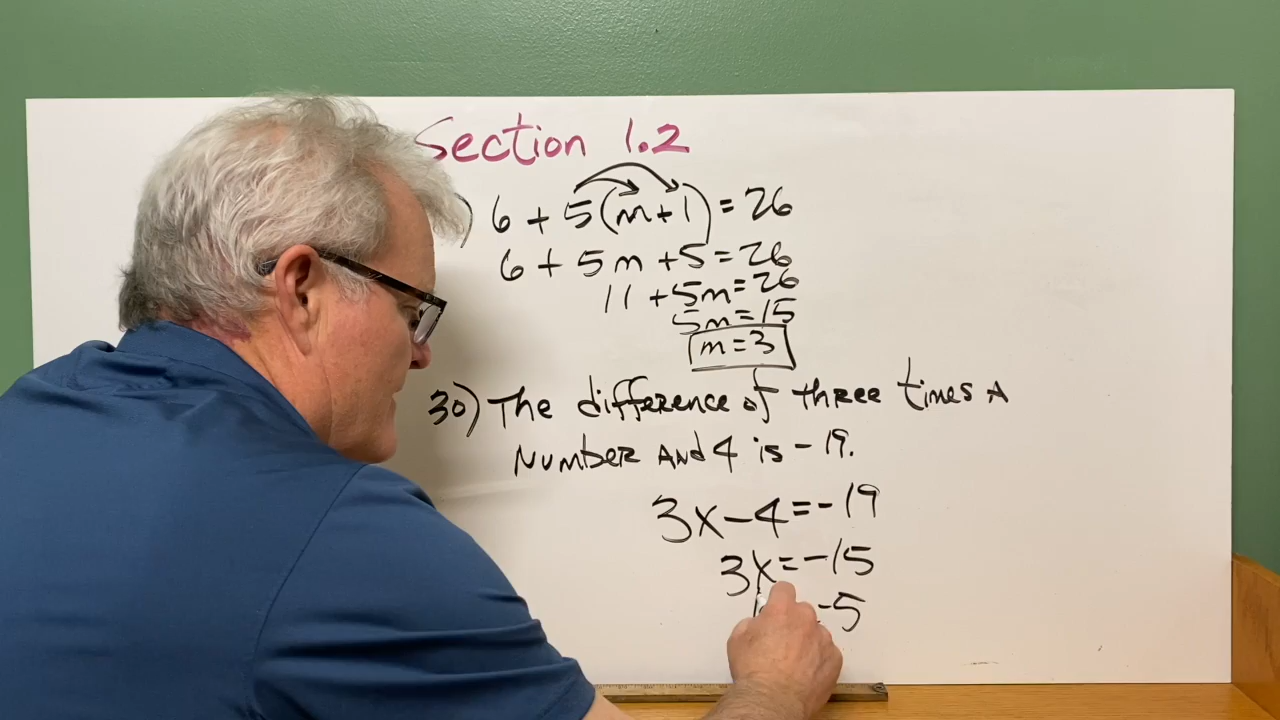 Section 1.2
) 6 + 5(m+1) = 26
6 + 5m + 5 = 26
11 + 5m = 26
5m = 15
m = 3
30) The difference of three times A
Number And 4 is -19.
3x - 4 = -19
3x = -15
-5